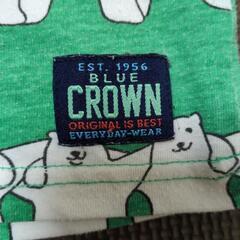 EST. 1956
BLUE
CROWN
ORIGINAL IS BEST
EVERYDAY-WEAR